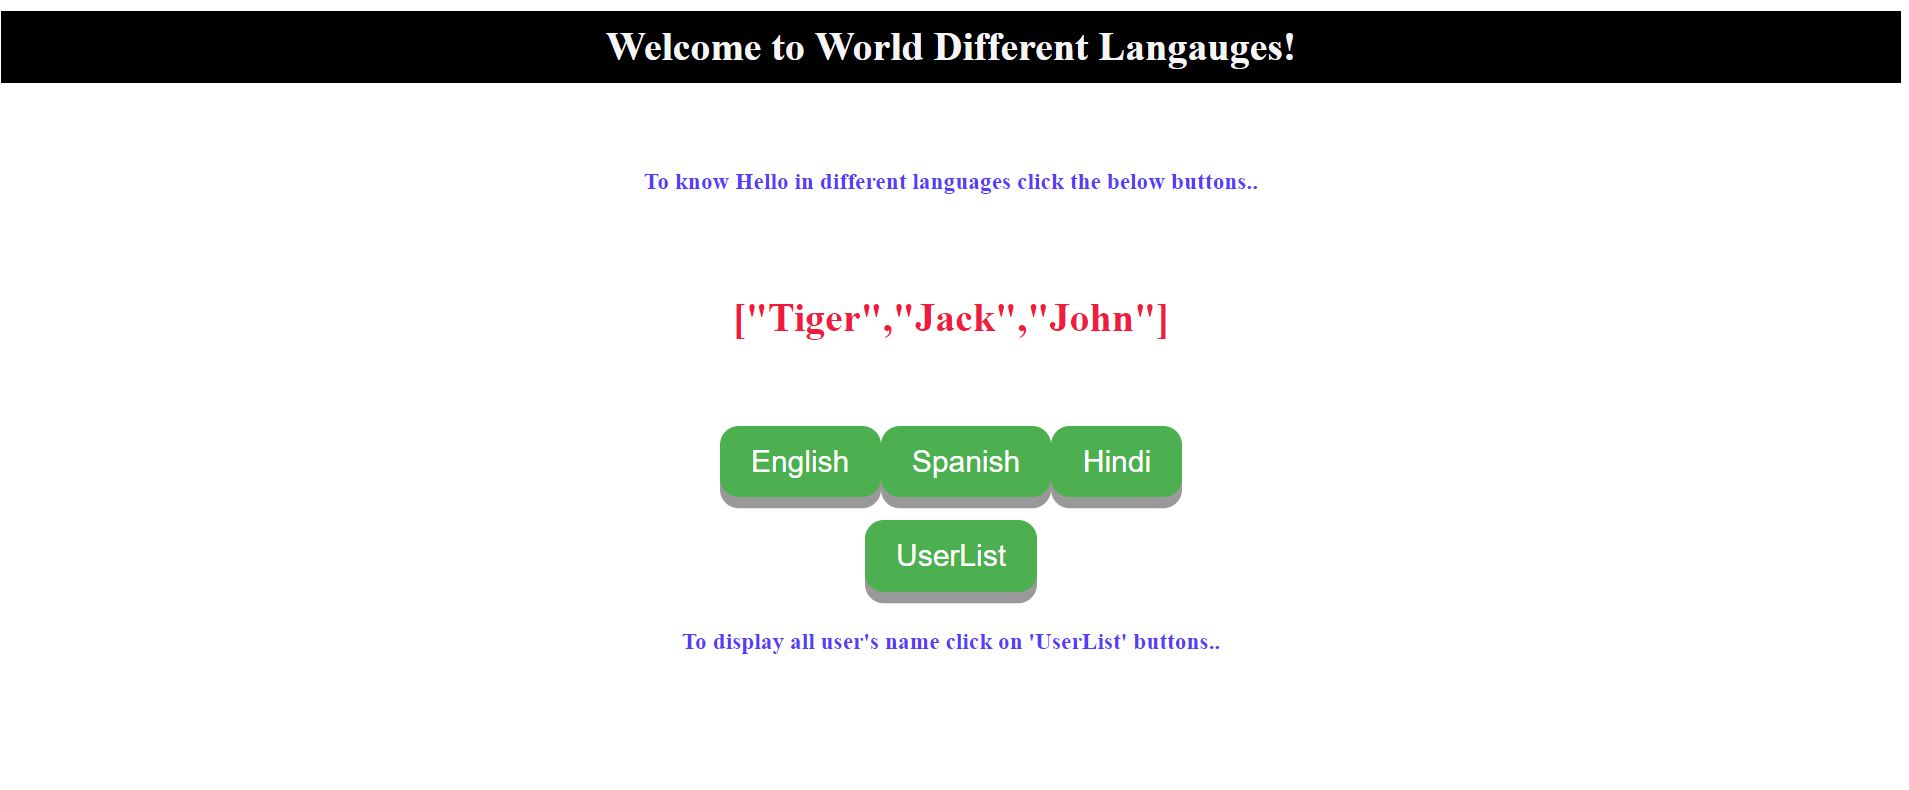 Welcome to World Different Langauges!
To know Hello in different languages click the below buttons..
["Tiger","Jack","John"]
English Spanish Hindi
UserList
To display all user's name click on 'UserList' buttons..